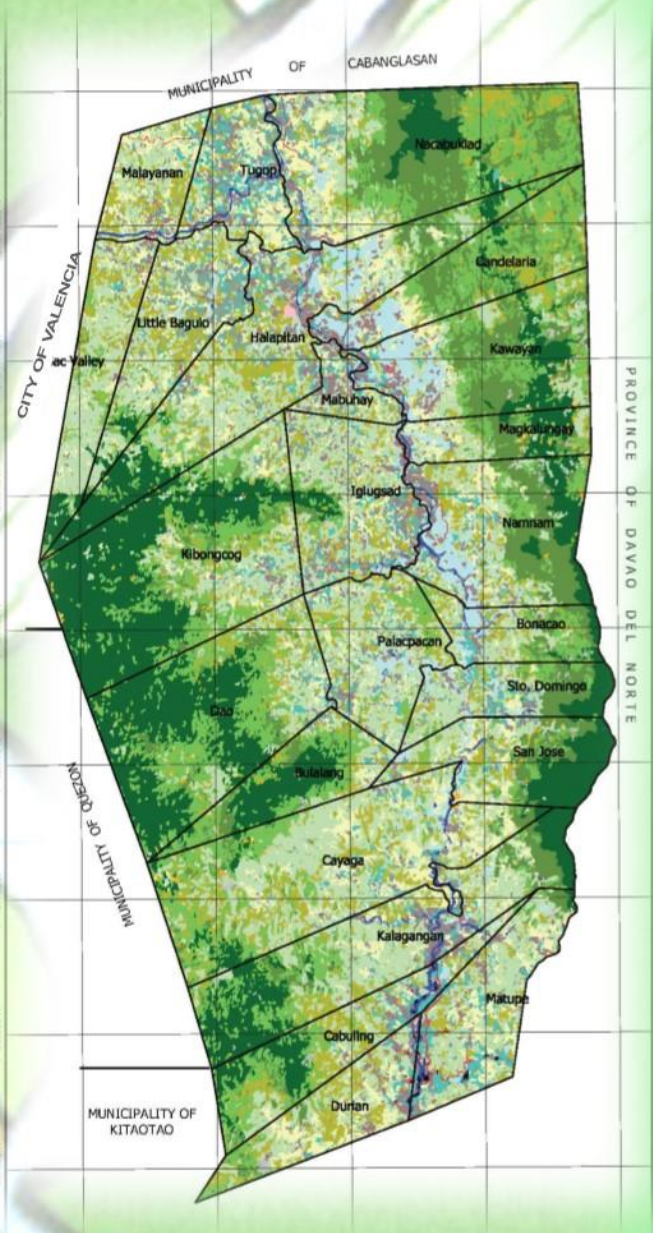 MUNICIPALITY OF CABANGLASAN
Nacabuklad
Malayanan
Tugop
CITY OF VALENCIA
Candelaria
Little Baguio
Halapitan
Kawayan
ac Valley
PROVINCE OF DAVAO DEL NORTE
Mabuhay
Magkalungay
Iglugsad
Namnam
Kibongcog
Bonacao
Palacpacan
Sto. Domingo
Dao
San Jose
Bulalang
MUNICIPALITY OF QUEZON
Cayaga
Kalagangan
Matupe
Cabuling
Durian
MUNICIPALITY OF
KITAOTAO